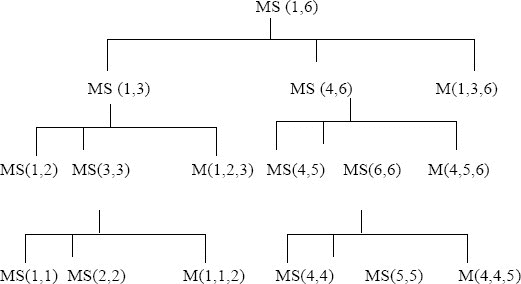 MS (1,6)
MS (1,3) MS (4,6) M(1,3,6)
MS(1,2) MS(3,3) M(1,2,3) MS(4,5) MS(6,6) M(4,5,6)
MS(1,1) MS(2,2) M(1,1,2) MS(4,4) MS(5,5) M(4,4,5)